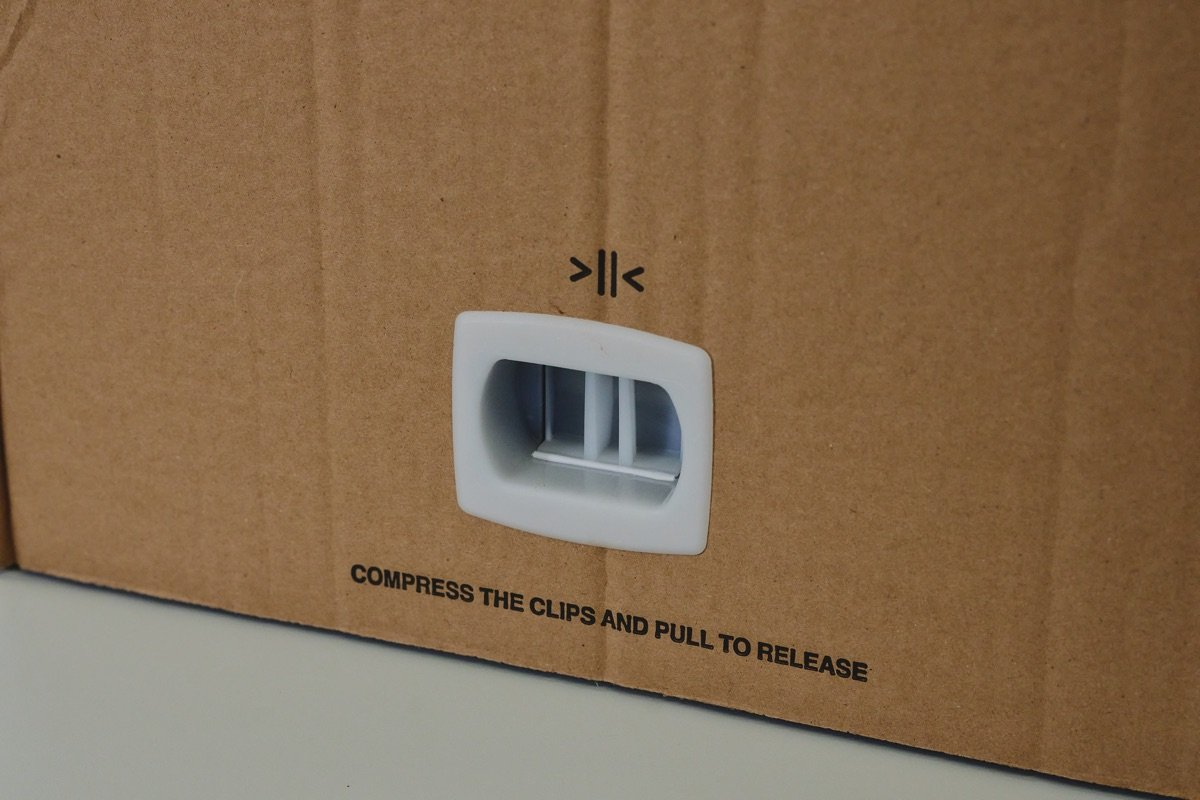 >||<
COMPRESS THE CLIPS AND PULL TO RELEASE